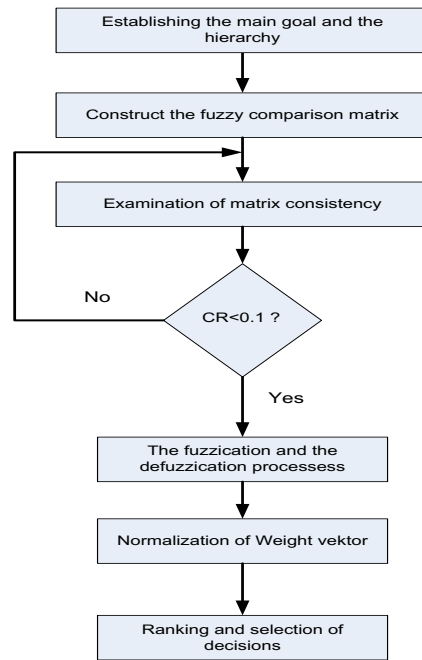 Establishing the main goal and the
hierarchy
Construct the fuzzy comparison matrix
Examination of matrix consistency
CR<0.1 ?
No
Yes
The fuzzication and the
defuzzication processess
Normalization of Weight vektor
Ranking and selection of
decisions